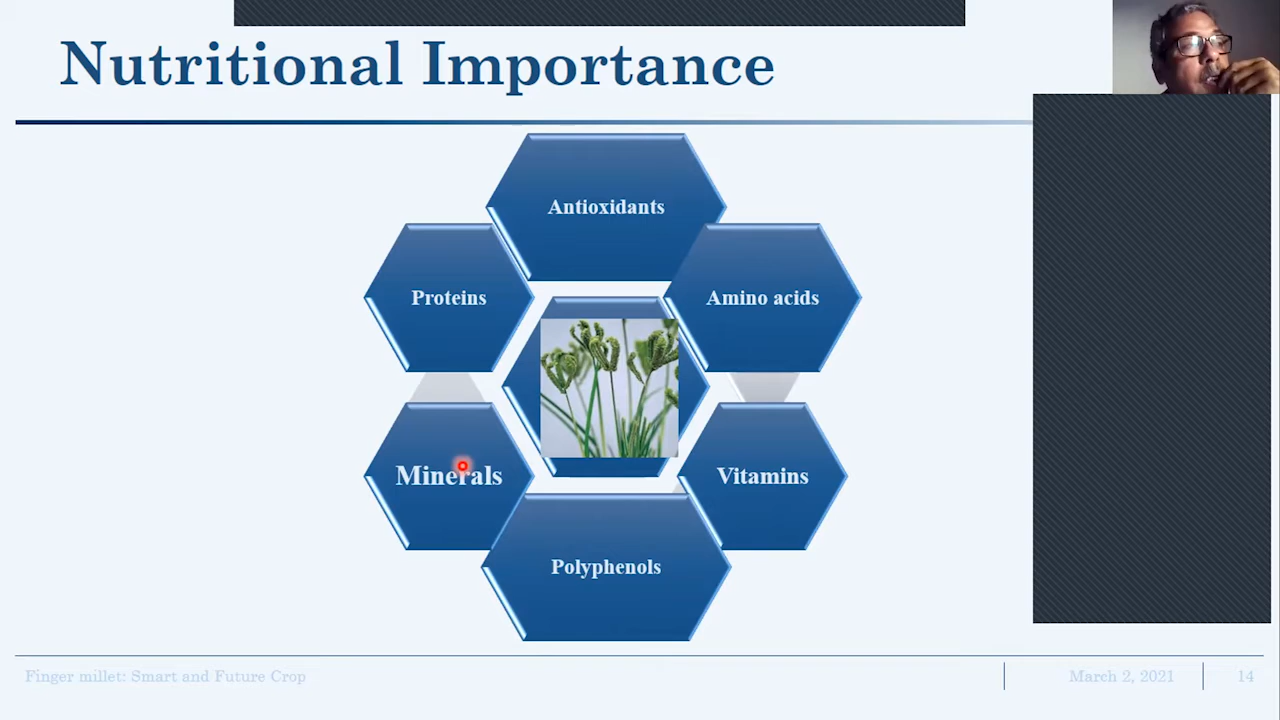 Nutritional Importance
Antioxidants
Proteins
Amino acids
Minerals
Vitamins
Polyphenols
Finger millet: Smart and Future Crop
March 2, 2021
14